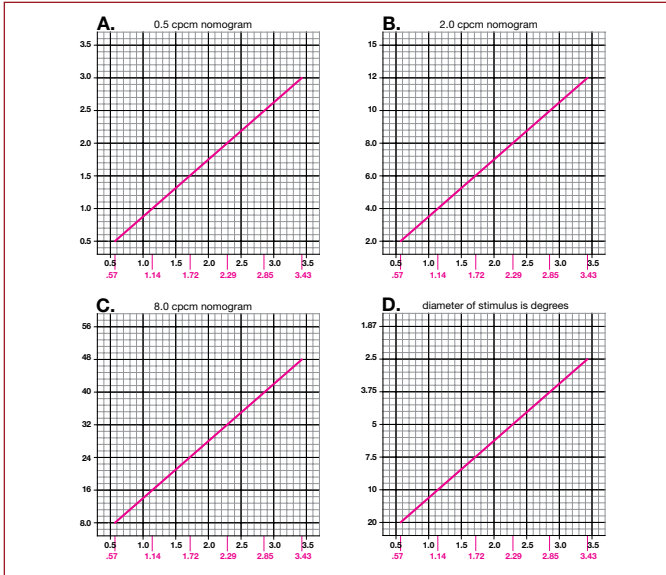 A. 0.5 cpcm nomogram
3.5
3.0
2.5
2.0
1.5
1.0
0.5
0.5 1.0 1.5 2.0 2.5 3.0 3.5
.57 1.14 1.72 2.29 2.85 3.43
B. 2.0 cpcm nomogram
15
12
10
8.0
6.0
4.0
2.0
0.5 1.0 1.5 2.0 2.5 3.0 3.5
.57 1.14 1.72 2.29 2.85 3.43
C. 8.0 cpcm nomogram
56
48
40
32
24
16
8.0
0.5 1.0 1.5 2.0 2.5 3.0 3.5
.57 1.14 1.72 2.29 2.85 3.43
D. diameter of stimulus is degrees
1.87
2.5
3.75
5
7.5
10
20
0.5 1.0 1.5 2.0 2.5 3.0 3.5
.57 1.14 1.72 2.29 2.85 3.43